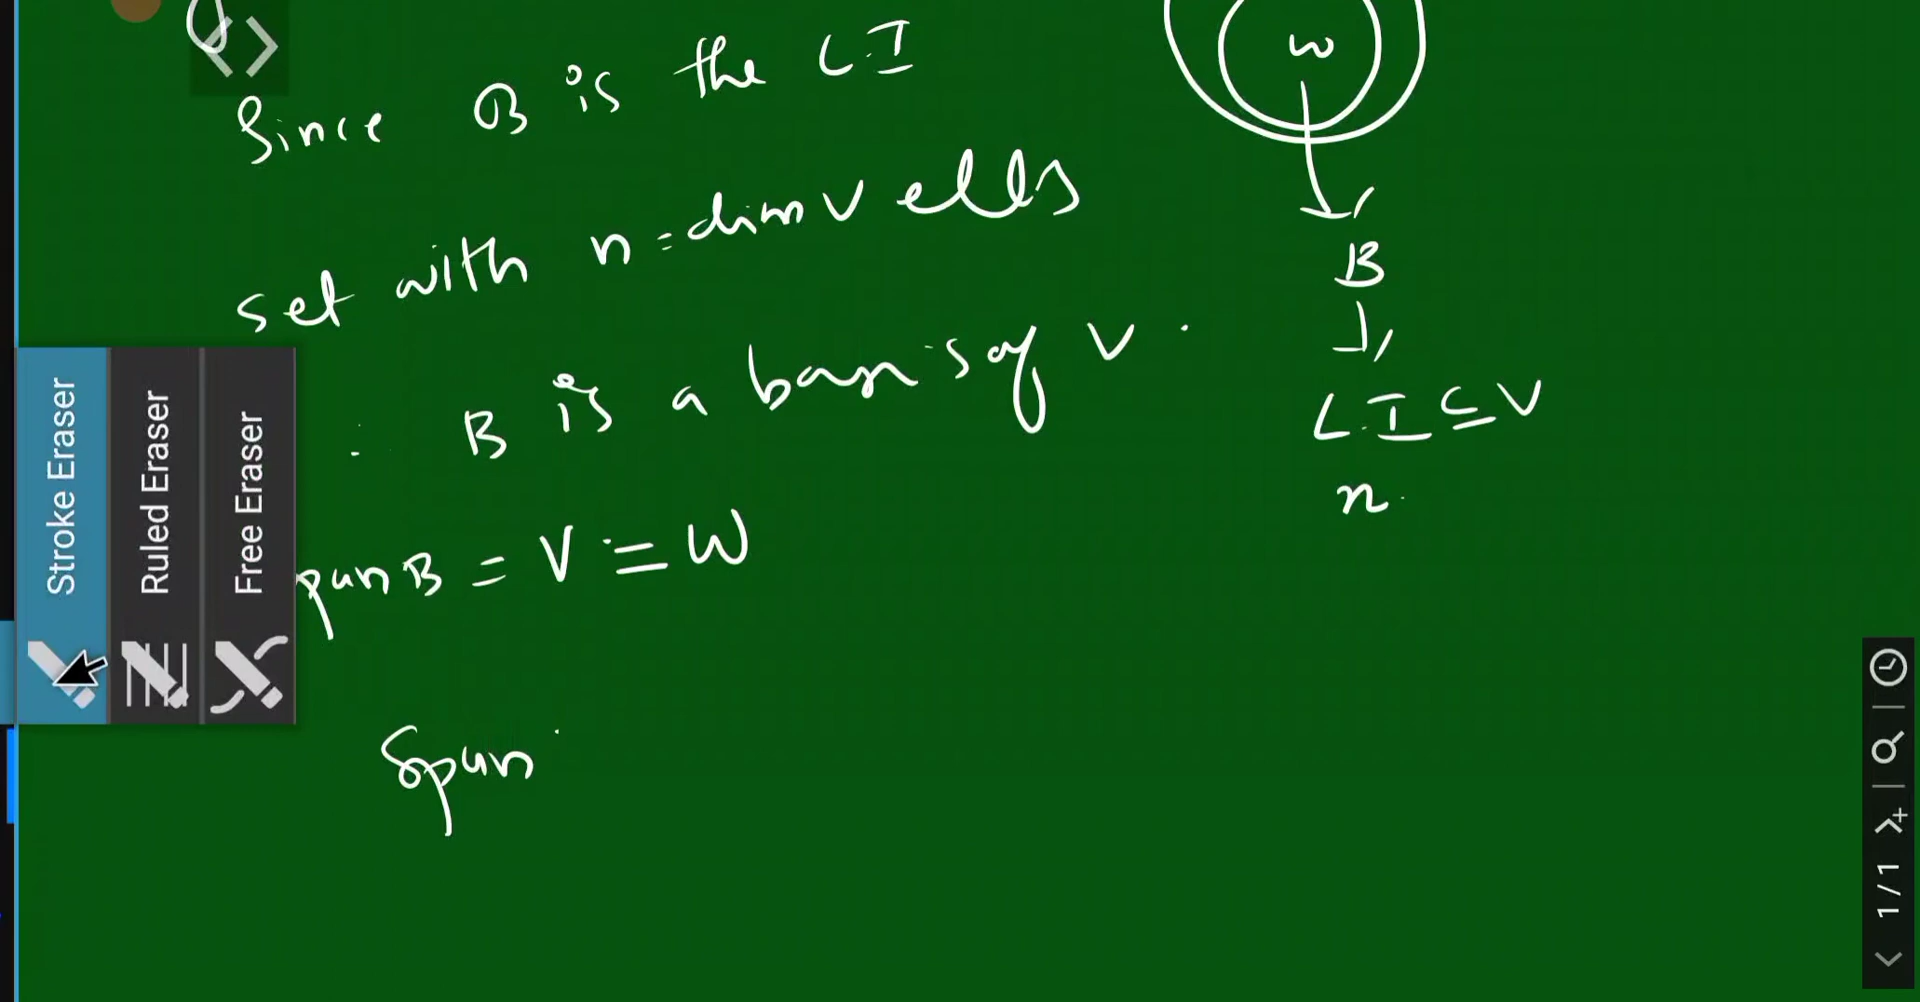 Since B is the L.I
set with n = dim V ells
∴ B is a basis of V.
pan B = V = W
Span
W
B
L.I ⊆ V
n.
Stroke Eraser
Ruled Eraser
Free Eraser
1/1